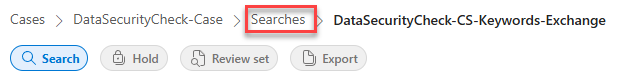 Cases > DataSecurityCheck-Case > Searches > DataSecurityCheck-CS-Keywords-Exchange
Search Hold Review set Export